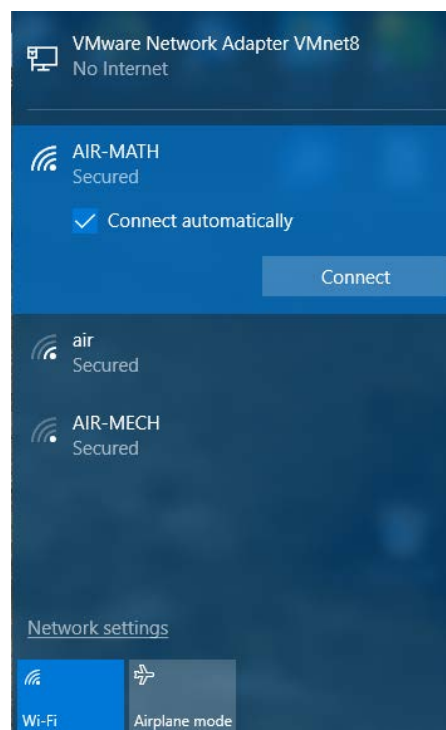 VMware Network Adapter VMnet8
No Internet
AIR-MATH
Secured
Connect automatically
Connect
air
Secured
AIR-MECH
Secured
Network settings
Wi-Fi
Airplane mode